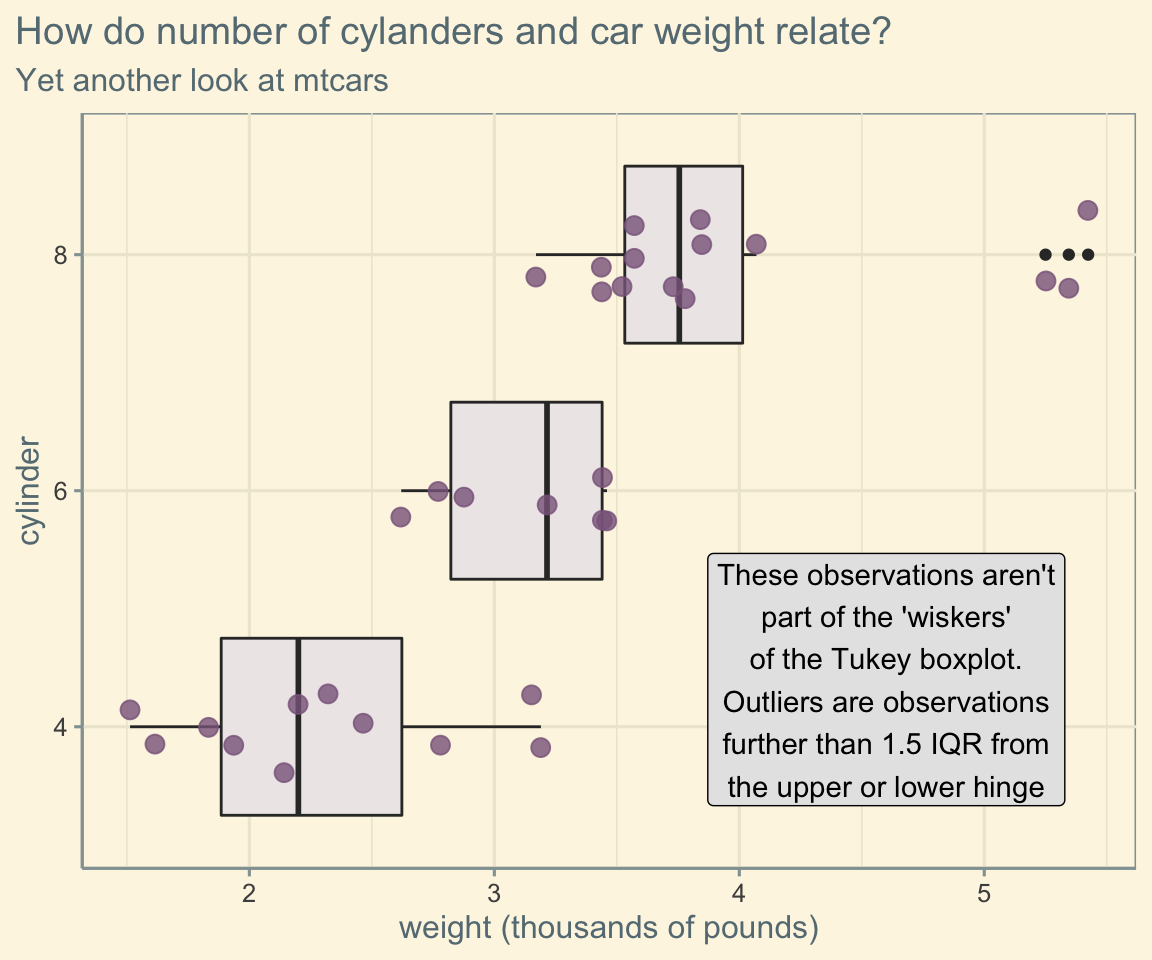 How do number of cylanders and car weight relate?
Yet another look at mtcars
8
6
4
cylinder
These observations aren't
part of the 'wiskers'
of the Tukey boxplot.
Outliers are observations
further than 1.5 IQR from
the upper or lower hinge
2 3 4 5
weight (thousands of pounds)